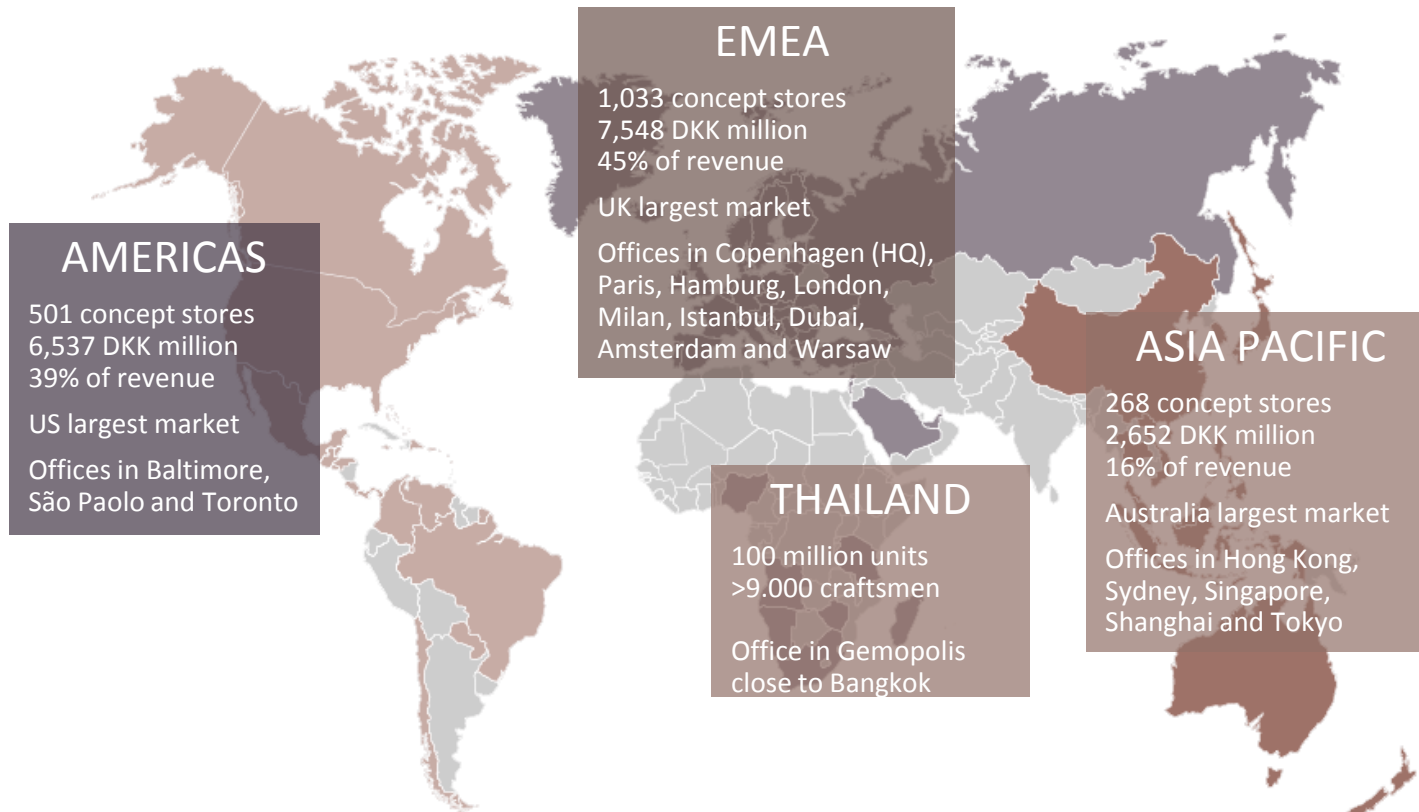 EMEA
1,033 concept stores
7,548 DKK million
45% of revenue
UK largest market
Offices in Copenhagen (HQ),
Paris, Hamburg, London,
Milan, Istanbul, Dubai,
Amsterdam and Warsaw
AMERICAS
501 concept stores
6,537 DKK million
39% of revenue
US largest market
Offices in Baltimore,
São Paolo and Toronto
ASIA PACIFIC
268 concept stores
2,652 DKK million
16% of revenue
Australia largest market
Offices in Hong Kong,
Sydney, Singapore,
Shanghai and Tokyo
THAILAND
100 million units
>9.000 craftsmen
Office in Gemopolis
close to Bangkok